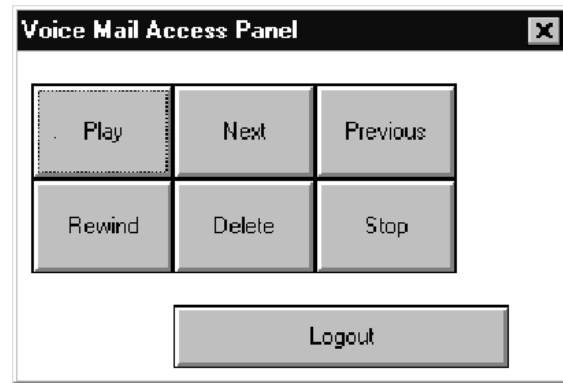 Voice Mail Access Panel
Play Next Previous
Rewind Delete Stop
Logout